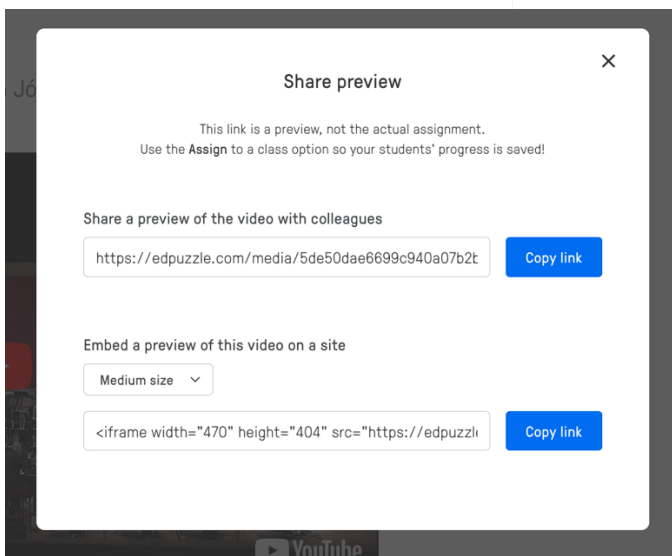 Jó
Share preview
This link is a preview, not the actual assignment.
Use the Assign to a class option so your students' progress is saved!
Share a preview of the video with colleagues
https://edpuzzle.com/media/5de50dae6699c940a07b2b
Copy link
Embed a preview of this video on a site
Medium size
<iframe width="470" height="404" src="https://edpuzzle
Copy link
YouTube